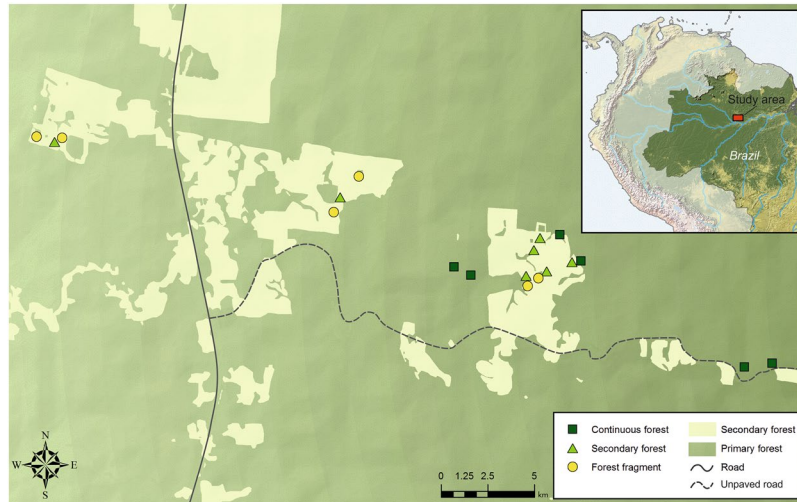 Study area
Brazil
N
W
E
S
0 1.25 2.5 5
km
Continuous forest
Secondary forest
Forest fragment
Secondary forest
Primary forest
Road
Unpaved road